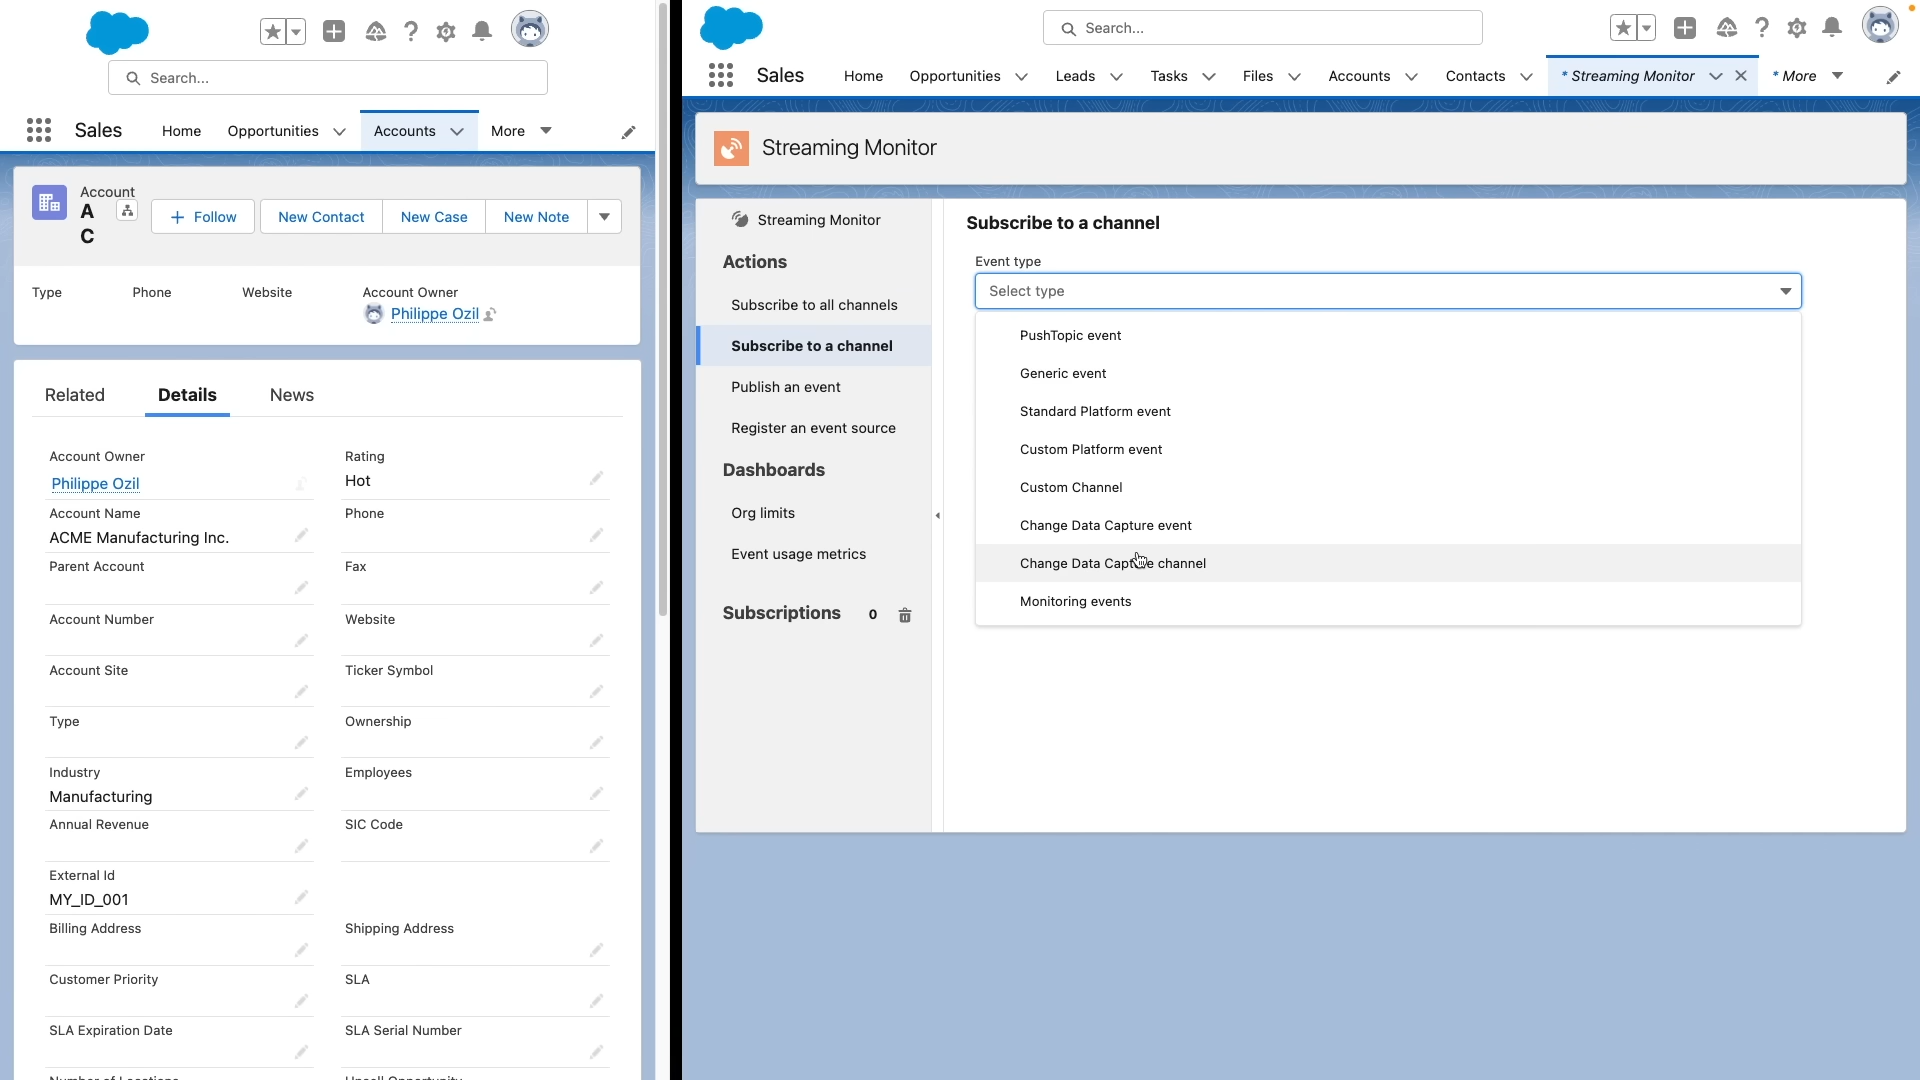 Search...
Sales
Home
Opportunities
Accounts
More
Account
A
C
Follow
New Contact
New Case
New Note
Type
Phone
Website
Account Owner
Philippe Ozil
Related
Details
News
Account Owner
Philippe Ozil
Rating
Hot
Account Name
ACME Manufacturing Inc.
Phone
Parent Account
Fax
Account Number
Website
Account Site
Ticker Symbol
Type
Ownership
Industry
Manufacturing
Employees
Annual Revenue
SIC Code
External Id
MY_ID_001
Billing Address
Shipping Address
Customer Priority
SLA
SLA Expiration Date
SLA Serial Number
Number of Locations
Upsell Opportunity
Search...
Sales
Home
Opportunities
Leads
Tasks
Files
Accounts
Contacts
* Streaming Monitor
* More
Streaming Monitor
Streaming Monitor
Actions
Subscribe to all channels
Subscribe to a channel
Publish an event
Register an event source
Dashboards
Org limits
Event usage metrics
Subscriptions 0
Subscribe to a channel
Event type
Select type
PushTopic event
Generic event
Standard Platform event
Custom Platform event
Custom Channel
Change Data Capture event
Change Data Capture channel
Monitoring events